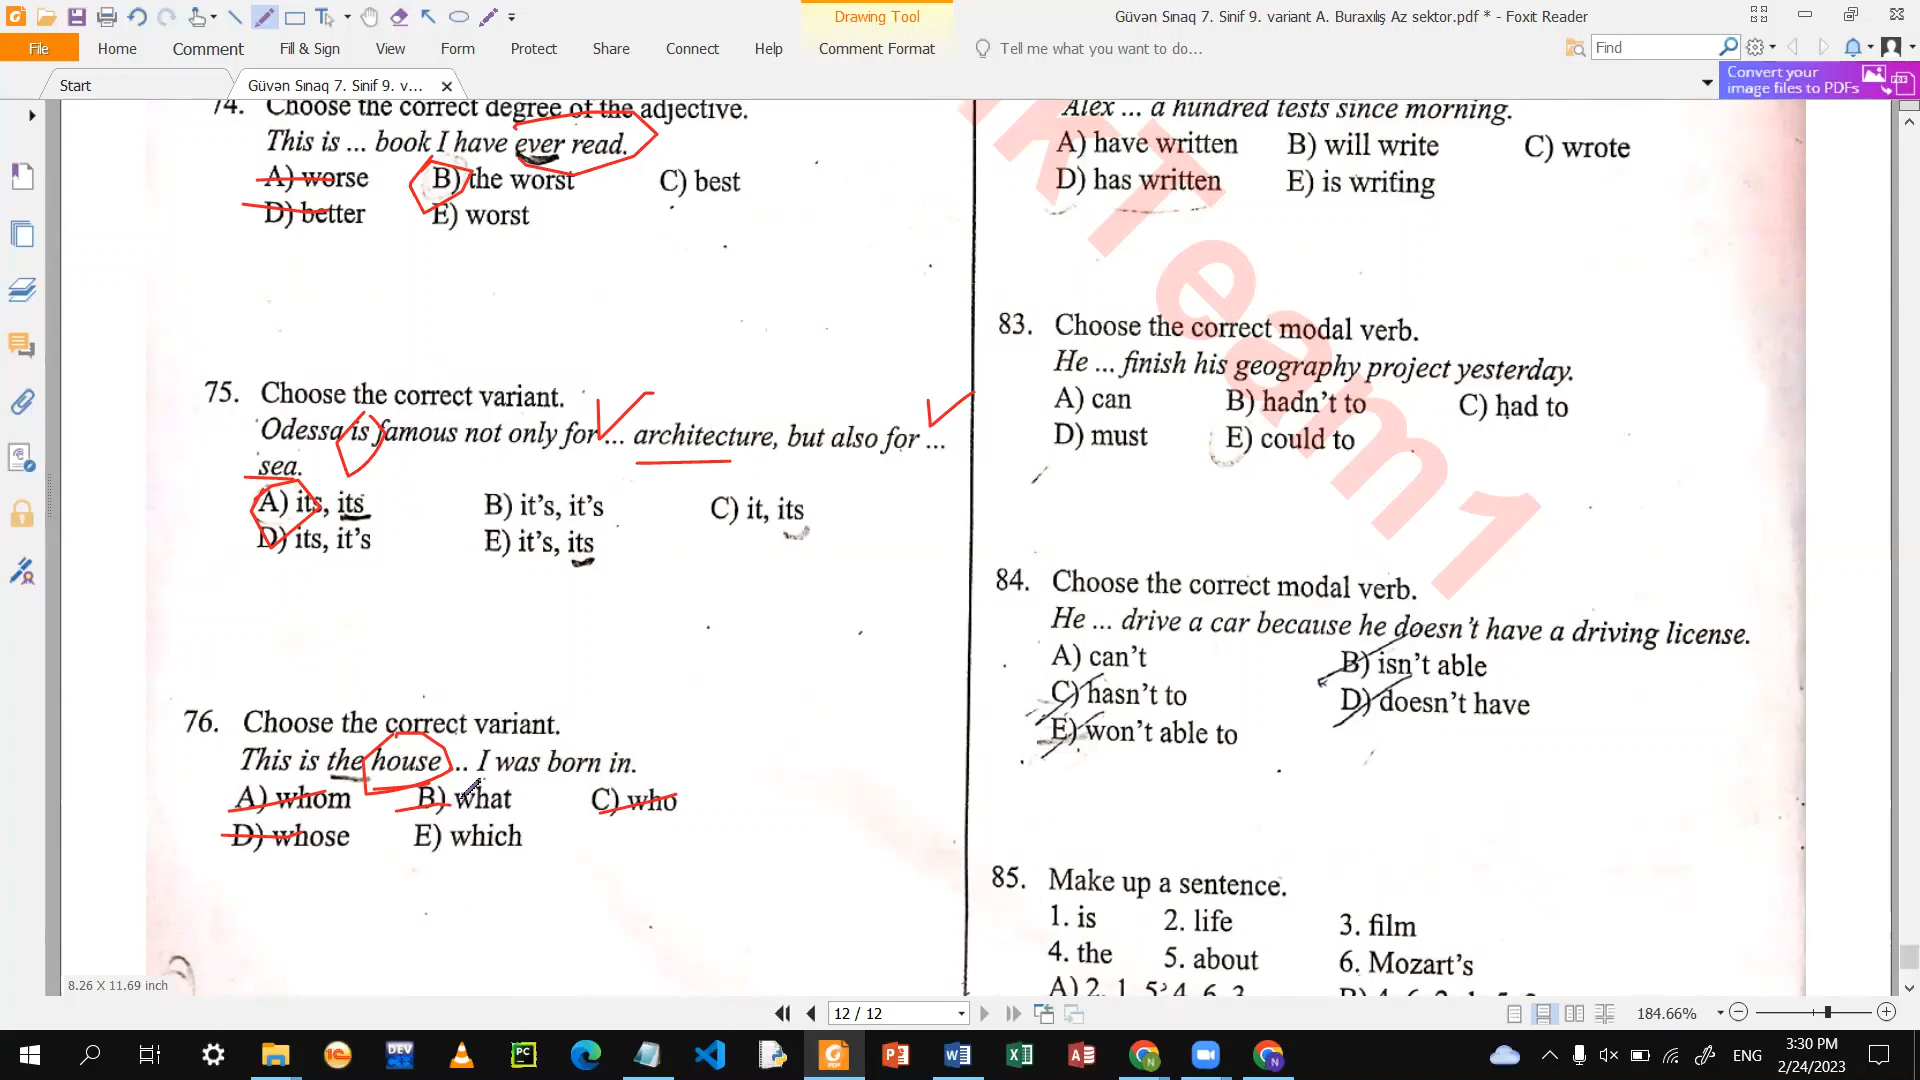 Drawing Tool
Güvən Sınaq 7. Sinif 9. variant A. Buraxılış Az sektor.pdf * - Foxit Reader
File Home Comment Fill & Sign View Form Protect Share Connect Help Comment Format Tell me what you want to do... Find
Start Güvən Sınaq 7. Sinif 9. v...
Convert your
image files to PDFs
74. Choose the correct degree of the adjective.
This is ... book I have ever read.
A) worse B) the worst C) best
D) better E) worst
75. Choose the correct variant.
Odessa is famous not only for ... architecture, but also for ...
sea.
A) its, its B) it's, it's C) it, its
D) its, it's E) it's, its
76. Choose the correct variant.
This is the house ... I was born in.
A) whom B) what C) who
D) whose E) which
Alex ... a hundred tests since morning.
A) have written B) will write C) wrote
D) has written E) is writing
83. Choose the correct modal verb.
He ... finish his geography project yesterday.
A) can B) hadn't to C) had to
D) must E) could to
84. Choose the correct modal verb.
He ... drive a car because he doesn't have a driving license.
A) can't B) isn't able
C) hasn't to D) doesn't have
E) won't able to
85. Make up a sentence.
1. is 2. life 3. film
4. the 5. about 6. Mozart's
A) 2, 1, 5, 4, 6, 3
kTeam1
8.26 X 11.69 inch
12 / 12
184.66%
ENG
3:30 PM
2/24/2023